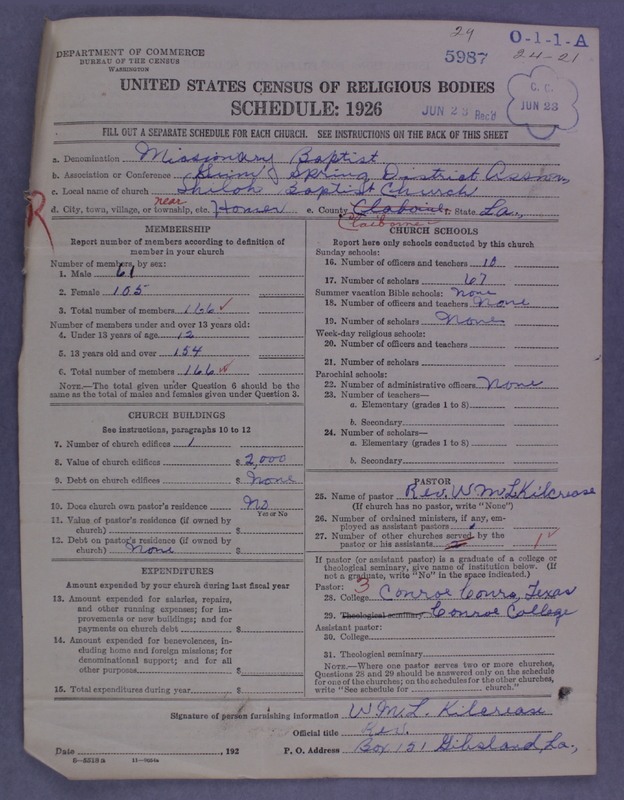 29
O-1-1-A
DEPARTMENT OF COMMERCE
BUREAU OF THE CENSUS
WASHINGTON
5987
24-21
UNITED STATES CENSUS OF RELIGIOUS BODIES
SCHEDULE: 1926
JUN 23 Rec'd
C. C.
JUN 23
FILL OUT A SEPARATE SCHEDULE FOR EACH CHURCH. SEE INSTRUCTIONS ON THE BACK OF THIS SHEET
a. Denomination Missionary Baptist
b. Association or Conference Spring District Assom,
c. Local name of church Shiloh Baptist Church
d. City, town, village, or township, etc. near Homer e. County Claborne, Claiborne State La.,
R
MEMBERSHIP
Report number of members according to definition of
member in your church
Number of members, by sex:
1. Male 61
2. Female 105
3. Total number of members 166 ✓
Number of members under and over 13 years old:
4. Under 13 years of age 12
5. 13 years old and over 154
6. Total number of members 166 ✓
NOTE.—The total given under Question 6 should be
the same as the total of males and females given under Question 3.
CHURCH BUILDINGS
See instructions, paragraphs 10 to 12
7. Number of church edifices 1
8. Value of church edifices $ 2,000
9. Debt on church edifices $ None
10. Does church own pastor's residence No
Yes or No
11. Value of pastor's residence (if owned by
church) $
12. Debt on pastor's residence (if owned by
church) None $
EXPENDITURES
Amount expended by your church during last fiscal year
13. Amount expended for salaries, repairs,
and other running expenses; for im-
provements or new buildings; and for
payments on church debt $
14. Amount expended for benevolences, in-
cluding home and foreign missions; for
denominational support; and for all
other purposes $
15. Total expenditures during year $
CHURCH SCHOOLS
Report here only schools conducted by this church
Sunday schools:
16. Number of officers and teachers 10
17. Number of scholars 67
Summer vacation Bible schools: None
18. Number of officers and teachers None
19. Number of scholars None
Week-day religious schools:
20. Number of officers and teachers
21. Number of scholars
Parochial schools:
22. Number of administrative officers None
23. Number of teachers—
a. Elementary (grades 1 to 8)
b. Secondary
24. Number of scholars—
a. Elementary (grades 1 to 8)
b. Secondary
PASTOR
25. Name of pastor Rev. W M L Kilcrease
(If church has no pastor, write "None")
26. Number of ordained ministers, if any, em-
ployed as assistant pastors
27. Number of other churches served by the
pastor or his assistants 2 1 ✓
If pastor (or assistant pastor) is a graduate of a college or
theological seminary, give name of institution below. (If
not a graduate, write "No" in the space indicated.)
Pastor: 3
28. College Conroe Conro, Texas
29. Theological seminary Conroe College
Assistant pastor:
30. College
31. Theological seminary
NOTE.—Where one pastor serves two or more churches,
Questions 28 and 29 should be answered only on the schedule
for one of the churches; on the schedules for the other churches,
write "See schedule for church."
Signature of person furnishing information W M. L. Kilcrease
Official title Rev.
Date , 192 P. O. Address Box 121 Gibsland, La.,
8-5518 a